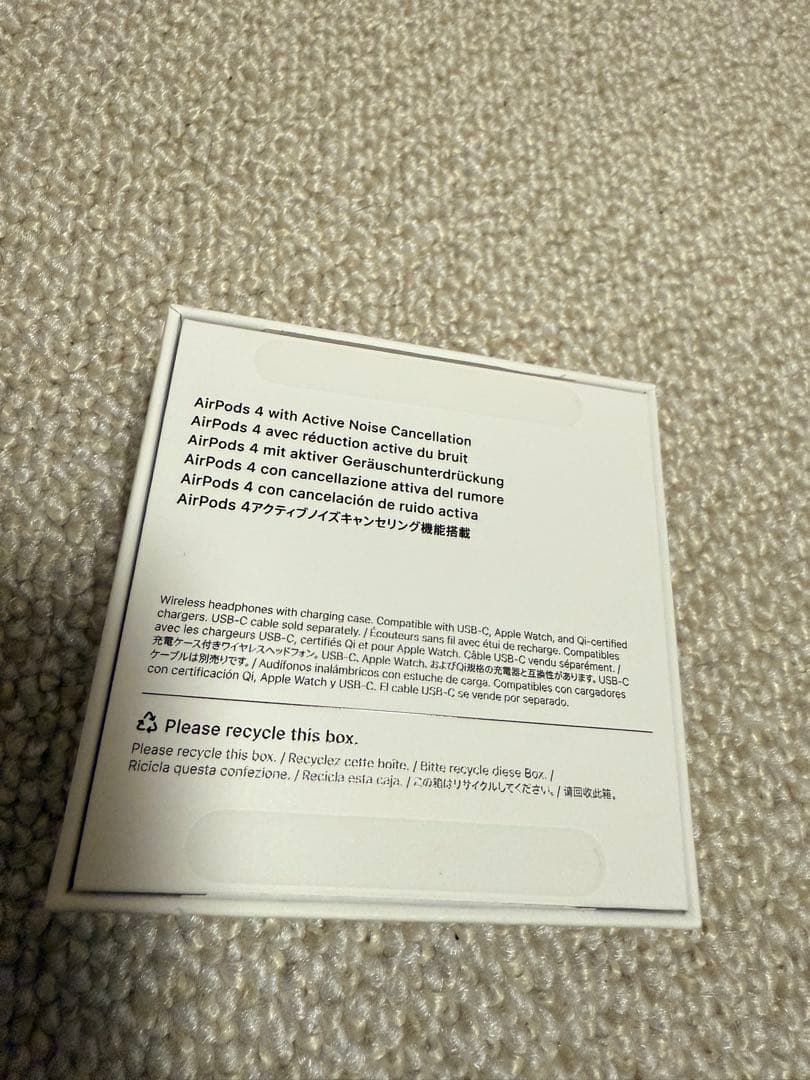 AirPods 4 with Active Noise Cancellation
AirPods 4 avec réduction active du bruit
AirPods 4 mit aktiver Geräuschunterdrückung
AirPods 4 con cancellazione attiva del rumore
AirPods 4 con cancelación de ruido activa
AirPods 4アクティブノイズキャンセリング機能搭載
Wireless headphones with charging case. Compatible with USB-C, Apple Watch, and Qi-certified
chargers. USB-C cable sold separately. / Écouteurs sans fil avec étui de recharge. Compatibles
avec les chargeurs USB-C, certifiés Qi et pour Apple Watch. Câble USB-C vendu séparément. /
充電ケース付きワイヤレスヘッドフォン。USB-C、Apple Watch、およびQi規格の充電器と互換性があります。USB-C
ケーブルは別売りです。/ Audífonos inalámbricos con estuche de carga. Compatibles con cargadores
con certificación Qi, Apple Watch y USB-C. El cable USB-C se vende por separado.
Please recycle this box.
Please recycle this box. / Recyclez cette boîte. / Bitte recycle diese Box. /
Ricicla questa confezione. / Recicla esta caja. / この箱はリサイクルしてください。/ 请回收此箱。